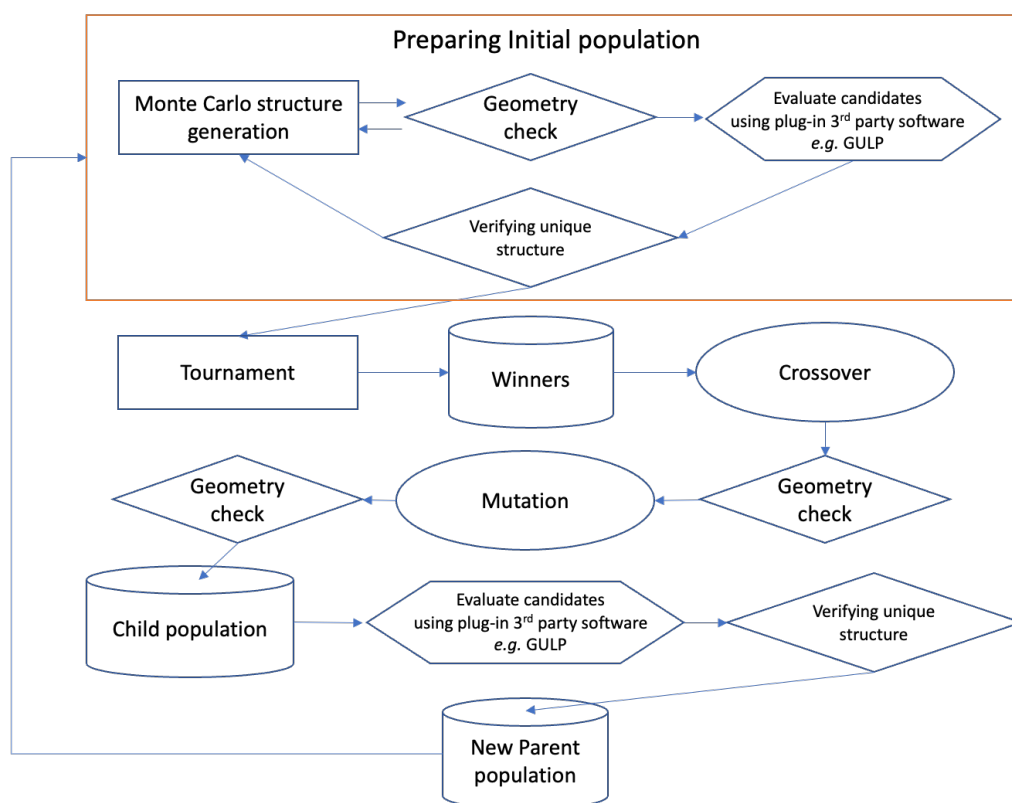 Preparing Initial population
Monte Carlo structure
generation
Geometry
check
Evaluate candidates
using plug-in 3rd party software
e.g. GULP
Verifying unique
structure
Tournament
Winners
Crossover
Geometry
check
Mutation
Geometry
check
Child population
Evaluate candidates
using plug-in 3rd party software
e.g. GULP
Verifying unique
structure
New Parent
population